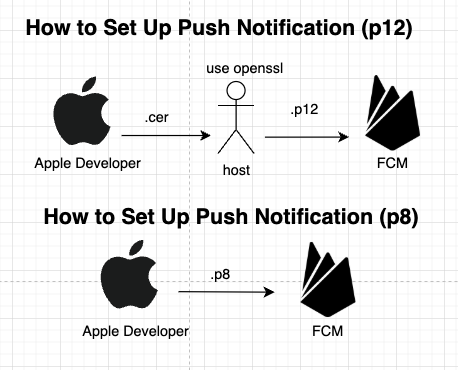 How to Set Up Push Notification (p12)
use openssl
.cer
.p12
Apple Developer
host
FCM
How to Set Up Push Notification (p8)
.p8
Apple Developer
FCM